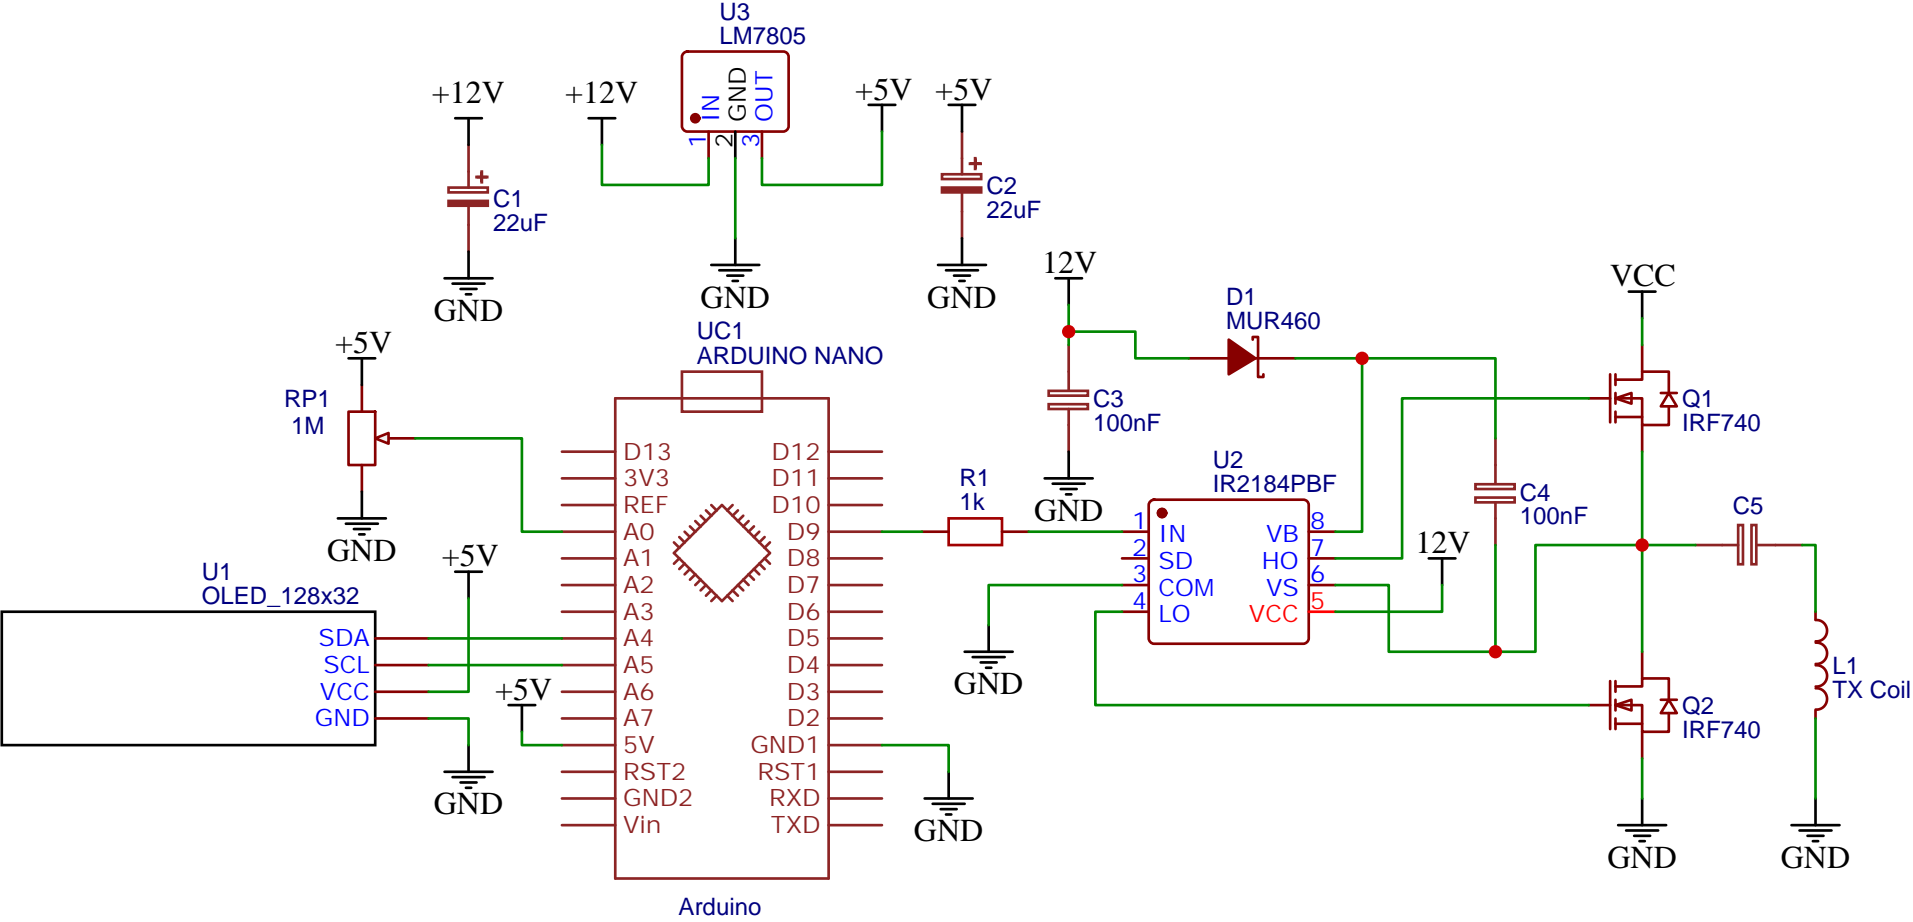 U3
LM7805
IN
GND
OUT
1
2
3
+12V
+12V
+5V
+5V
C1
22uF
GND
GND
C2
22uF
GND
12V
D1
MUR460
C3
100nF
GND
VCC
Q1
IRF740
+5V
RP1
1M
GND
UC1
ARDUINO NANO
D13
3V3
REF
A0
A1
A2
A3
A4
A5
A6
A7
5V
RST2
GND2
Vin
D12
D11
D10
D9
D8
D7
D6
D5
D4
D3
D2
GND1
RST1
RXD
TXD
Arduino
R1
1k
U2
IR2184PBF
1
2
3
4
IN
SD
COM
LO
VB
HO
VS
VCC
8
7
6
5
12V
C4
100nF
C5
GND
U1
OLED_128x32
SDA
SCL
VCC
GND
+5V
+5V
GND
GND
Q2
IRF740
L1
TX Coil
GND
GND